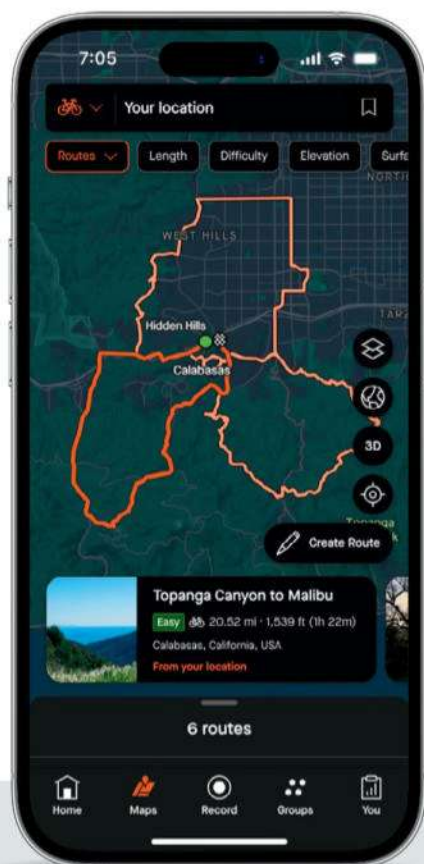 7:05
Your location
Routes
Length
Difficulty
Elevation
WEST HILLS
Hidden Hills
Calabasas
3D
Create Route
Topanga Canyon to Malibu
Easy 20.52 mi · 1,539 ft (1h 22m)
Calabasas, California, USA
From your location
6 routes
Home Maps Record Groups You